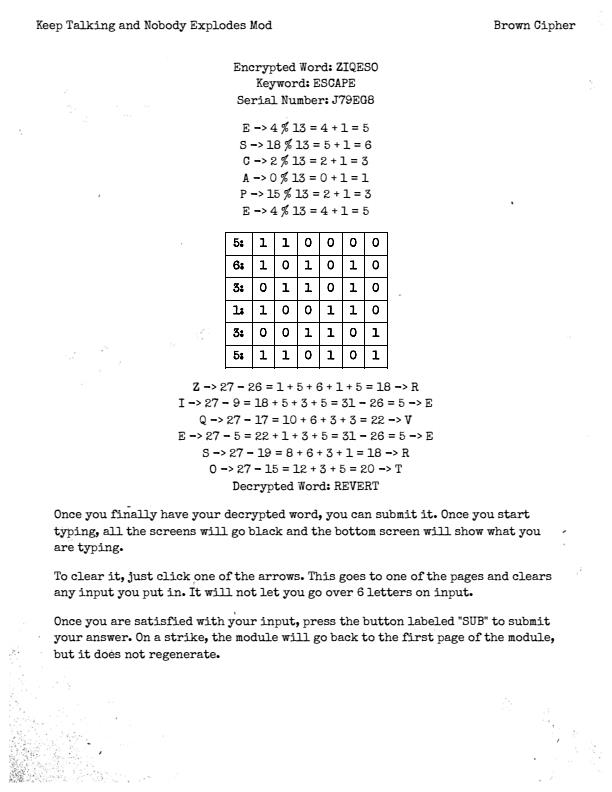 Keep Talking and Nobody Explodes Mod Brown Cipher
Encrypted Word: ZIQESO
Keyword: ESCAPE
Serial Number: J79EG8
E -> 4 % 13 = 4 + 1 = 5
S -> 18 % 13 = 5 + 1 = 6
C -> 2 % 13 = 2 + 1 = 3
A -> 0 % 13 = 0 + 1 = 1
P -> 15 % 13 = 2 + 1 = 3
E -> 4 % 13 = 4 + 1 = 5
5: 1 1 0 0 0 0
6: 1 0 1 0 1 0
3: 0 1 1 0 1 0
1: 1 0 0 1 1 0
3: 0 0 1 1 0 1
5: 1 1 0 1 0 1
Z -> 27 - 26 = 1 + 5 + 6 + 1 + 5 = 18 -> R
I -> 27 - 9 = 18 + 5 + 3 + 5 = 31 - 26 = 5 -> E
Q -> 27 - 17 = 10 + 6 + 3 + 3 = 22 -> V
E -> 27 - 5 = 22 + 1 + 3 + 5 = 31 - 26 = 5 -> E
S -> 27 - 19 = 8 + 6 + 3 + 1 = 18 -> R
O -> 27 - 15 = 12 + 3 + 5 = 20 -> T
Decrypted Word: REVERT
Once you finally have your decrypted word, you can submit it. Once you start
typing, all the screens will go black and the bottom screen will show what you
are typing.
To clear it, just click one of the arrows. This goes to one of the pages and clears
any input you put in. It will not let you go over 6 letters on input.
Once you are satisfied with your input, press the button labeled "SUB" to submit
your answer. On a strike, the module will go back to the first page of the module,
but it does not regenerate.